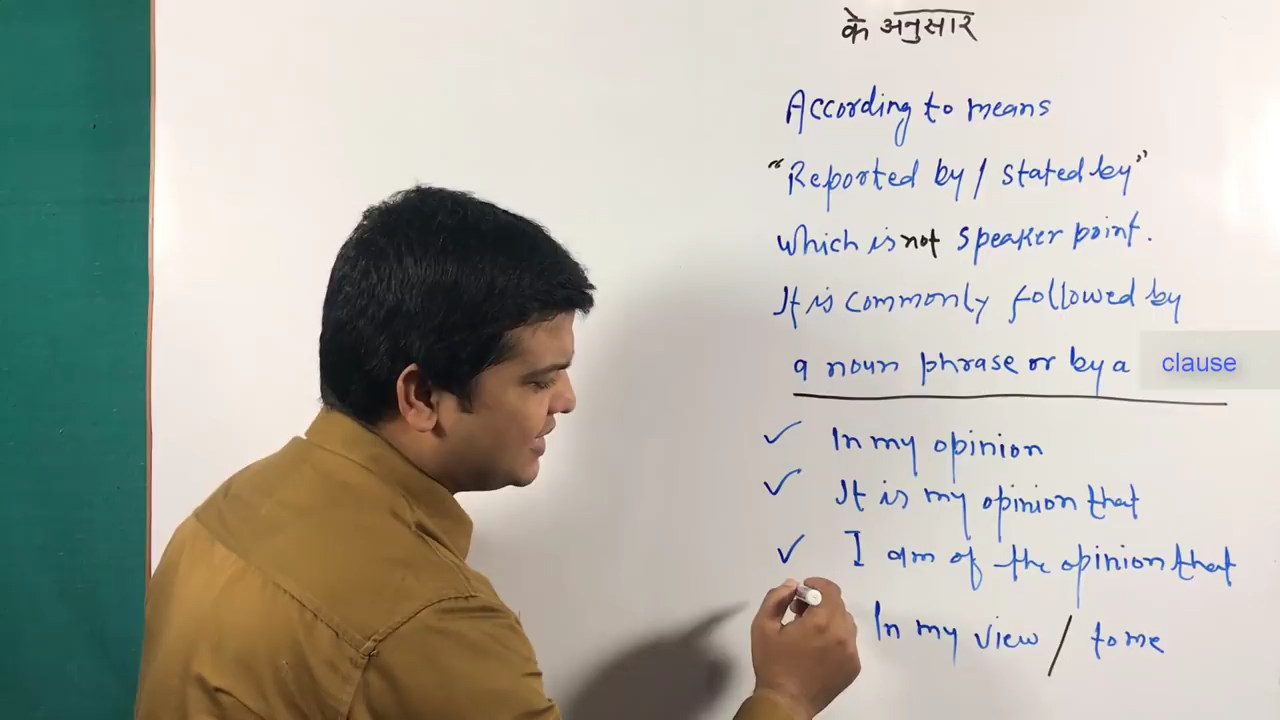 के अनुसार
According to means
"Reported by / stated by"
which is not speaker point.
It is commonly followed by
a noun phrase or by a clause
✓ In my opinion
✓ It is my opinion that
✓ I am of the opinion that
In my view / to me